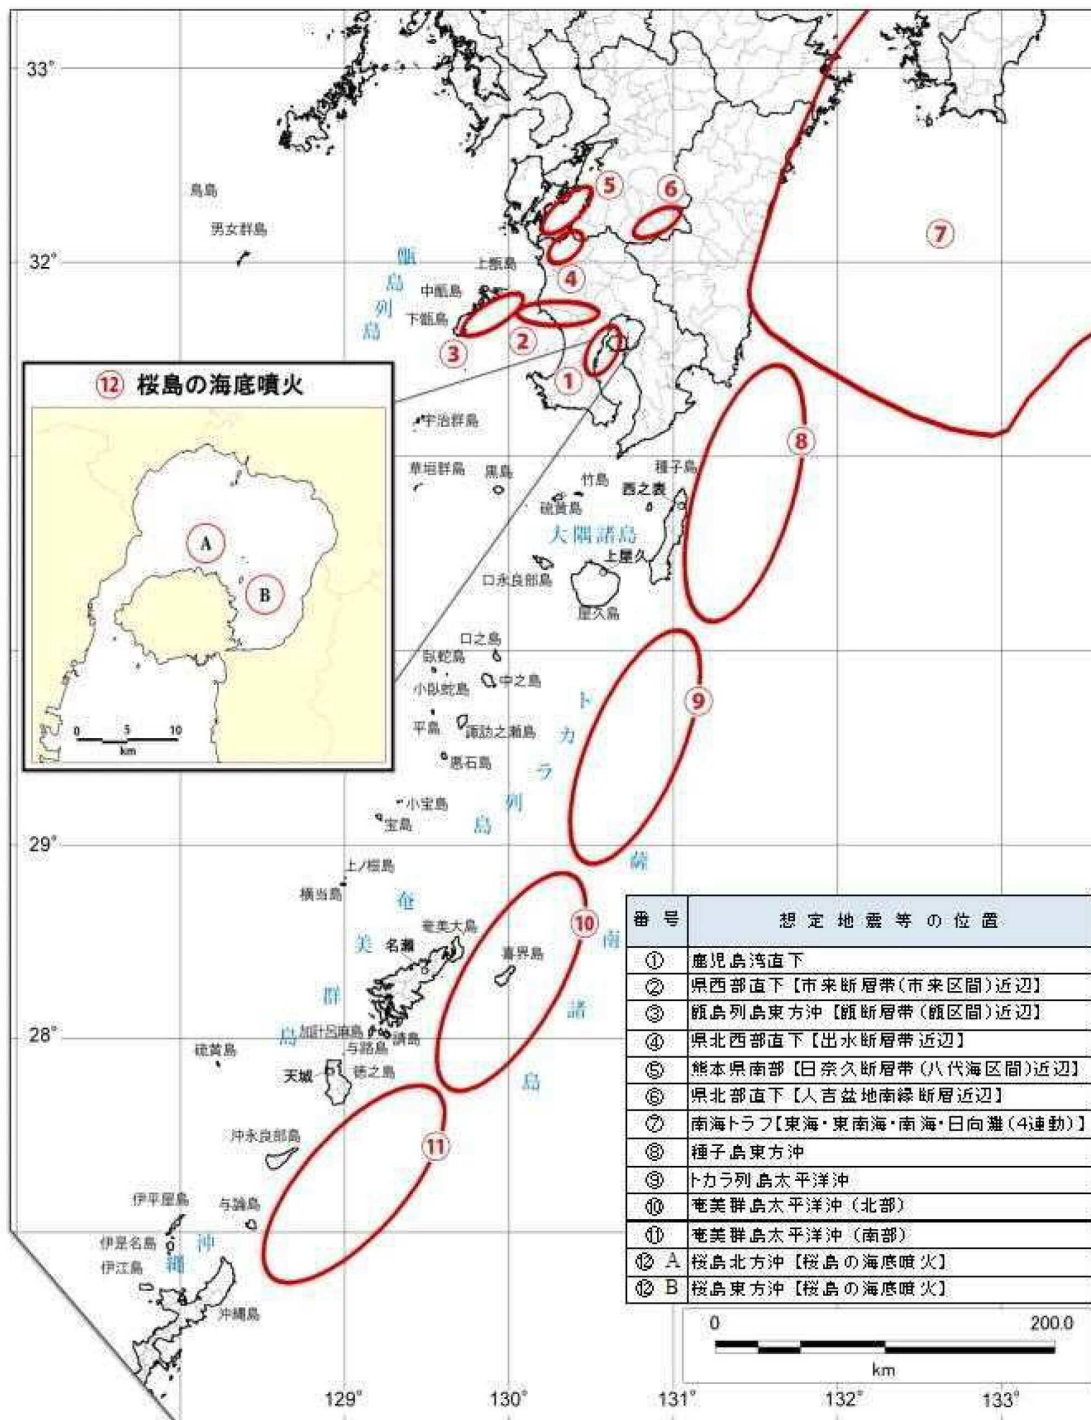 33°
鳥島
男女群島
⑤
⑥
⑦
32°
甑島列島
上甑島
中甑島
下甑島
④
③
②
①
⑫ 桜島の海底噴火
A
B
0 5 10
km
宇治群島
草垣群島
黒島
竹島
硫黄島
種子島
西之表
⑧
大隅諸島
上屋久
口永良部島
屋久島
口之島
臥蛇島
中之島
小臥蛇島
平島
諏訪之瀬島
悪石島
トカラ列島
⑨
小宝島
宝島
29°
上ノ根島
横当島
薩南諸島
奄美群島
奄美大島
名瀬
喜界島
⑩
28°
加計呂麻島
請島
与路島
硫黄島
天城
徳之島
沖永良部島
⑪
伊平屋島
与論島
伊是名島
沖縄
伊江島
沖縄島
番号 想定地震等の位置
① 鹿児島湾直下
② 県西部直下【市来断層帯(市来区間)近辺】
③ 甑島列島東方沖【甑断層帯(甑区間)近辺】
④ 県北西部直下【出水断層帯近辺】
⑤ 熊本県南部【日奈久断層帯(八代海区間)近辺】
⑥ 県北部直下【人吉盆地南縁断層近辺】
⑦ 南海トラフ【東海・東南海・南海・日向灘(4連動)】
⑧ 種子島東方沖
⑨ トカラ列島太平洋沖
⑩ 奄美群島太平洋沖(北部)
⑪ 奄美群島太平洋沖(南部)
⑫ A 桜島北方沖【桜島の海底噴火】
⑫ B 桜島東方沖【桜島の海底噴火】
0 200.0
km
129° 130° 131° 132° 133°